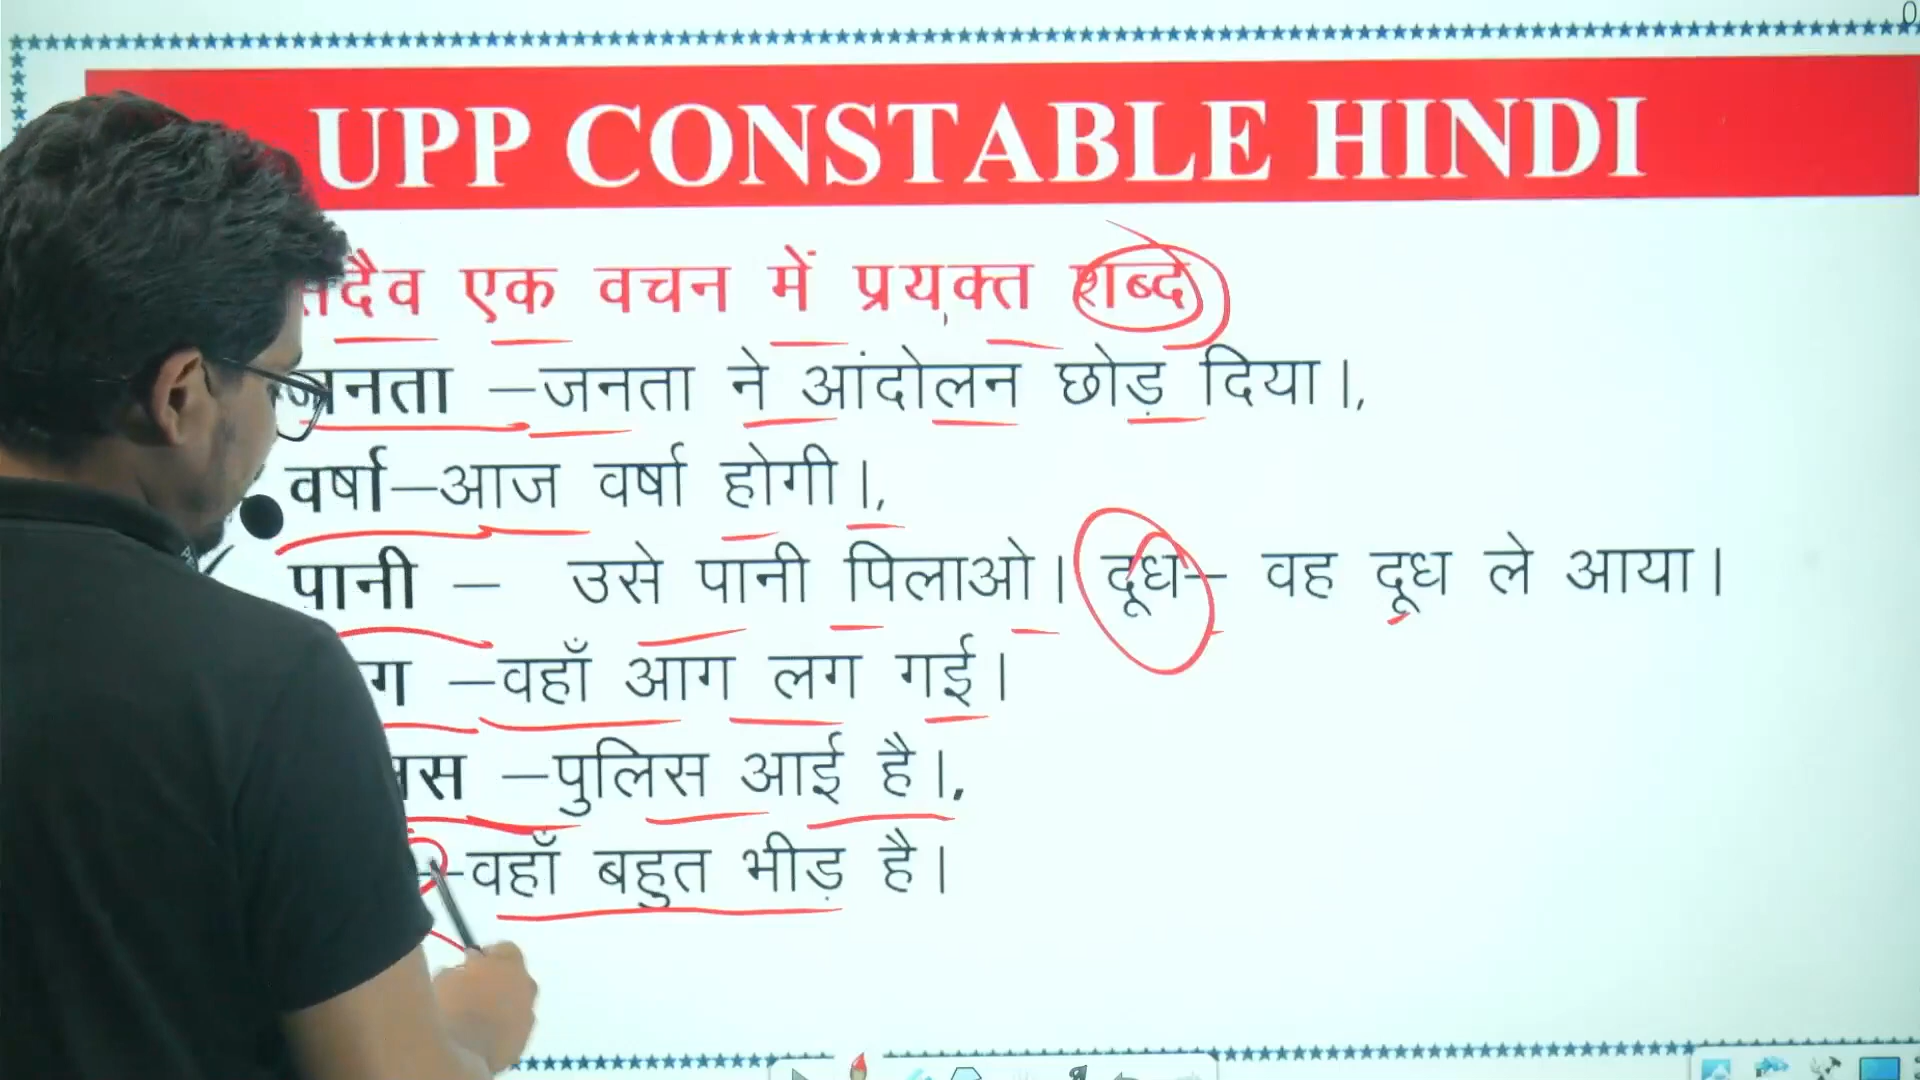 UPP CONSTABLE HINDI
एक वचन में प्रयुक्त शब्द
जनता –जनता ने आंदोलन छोड़ दिया।,
वर्षा–आज वर्षा होगी।,
पानी – उसे पानी पिलाओ। दूध– वह दूध ले आया।
–वहाँ आग लग गई।
–पुलिस आई है।,
–वहाँ बहुत भीड़ है।